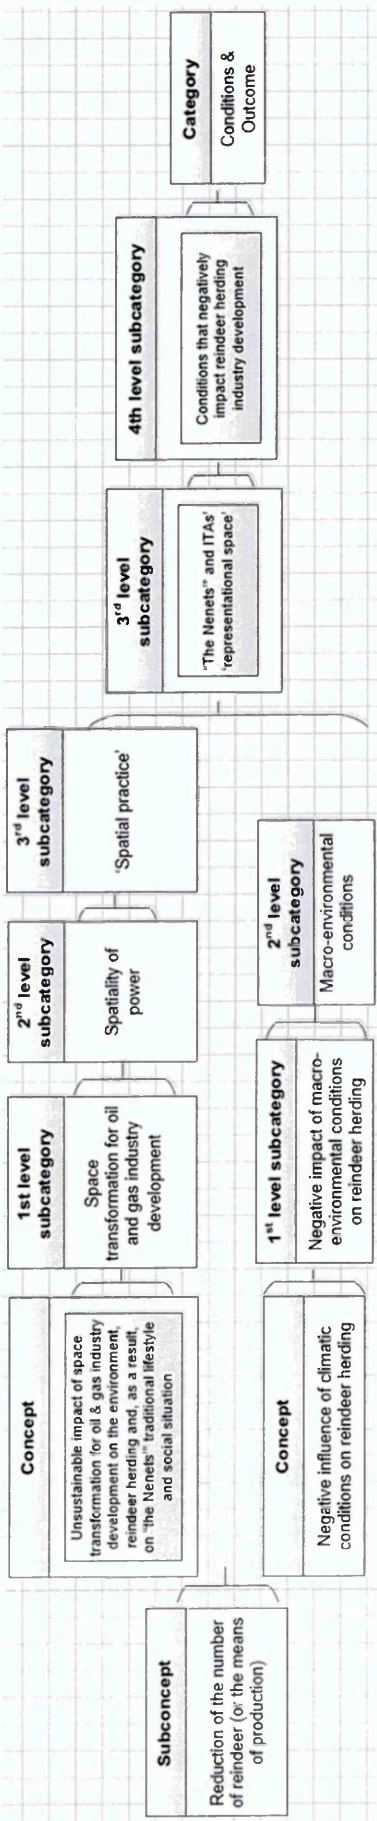 Subconcept
Reduction of the number
of reindeer (or the means
of production)
Concept
Unsustainable impact of space
transformation for oil & gas industry
development on the environment,
reindeer herding and, as a result,
on "the Nenets'" traditional lifestyle
and social situation
1st level
subcategory
Space
transformation for oil
and gas industry
development
2nd level
subcategory
Spatiality of
power
3rd level
subcategory
'Spatial practice'
Concept
Negative influence of climatic
conditions on reindeer herding
1st level subcategory
Negative impact of macro-
environmental conditions
on reindeer herding
2nd level
subcategory
Macro-environmental
conditions
3rd level
subcategory
"The Nenets'" and ITAs'
'representational space'
4th level subcategory
Conditions that negatively
impact reindeer herding
industry development
Category
Conditions &
Outcome